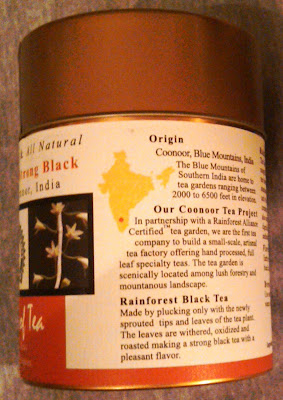 All Natural
Strong Black
India
of Tea
Origin
Coonoor, Blue Mountains, India
The Blue Mountains of
Southern India are home to
tea gardens ranging between
2000 to 6500 feet in elevation.
Our Coonoor Tea Project
In partnership with a Rainforest Alliance
Certified™ tea garden, we are the first tea
company to build a small-scale, artisnal
tea factory offering hand processed, full
leaf specialty teas. The tea garden is
scenically located among lush forestry and
mountanous landscape.
Rainforest Black Tea
Made by plucking only with the newly
sprouted tips and leaves of the tea plant.
The leaves are withered, oxidized and
roasted making a strong black tea with a
pleasant flavor.